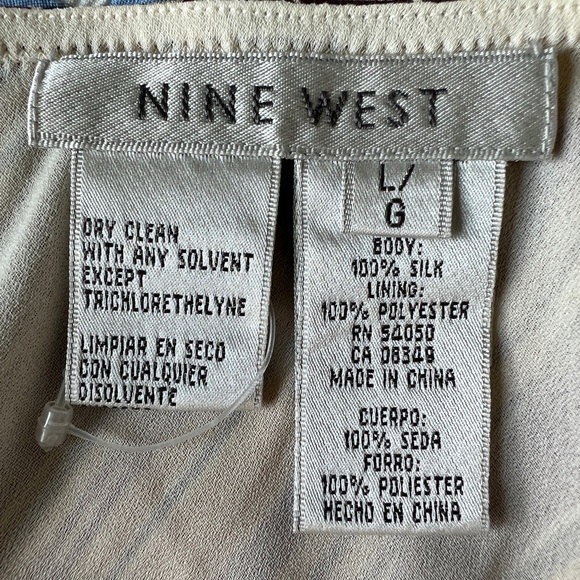 NINE WEST
DRY CLEAN
WITH ANY SOLVENT
EXCEPT
TRICHLORETHELYNE
LIMPIAR EN SECO
CON CUALQUIER
DISOLVENTE
L/
G
BODY:
100% SILK
LINING:
100% POLYESTER
RN 54050
CA 08349
MADE IN CHINA
CUERPO:
100% SEDA
FORRO:
100% POLIESTER
HECHO EN CHINA